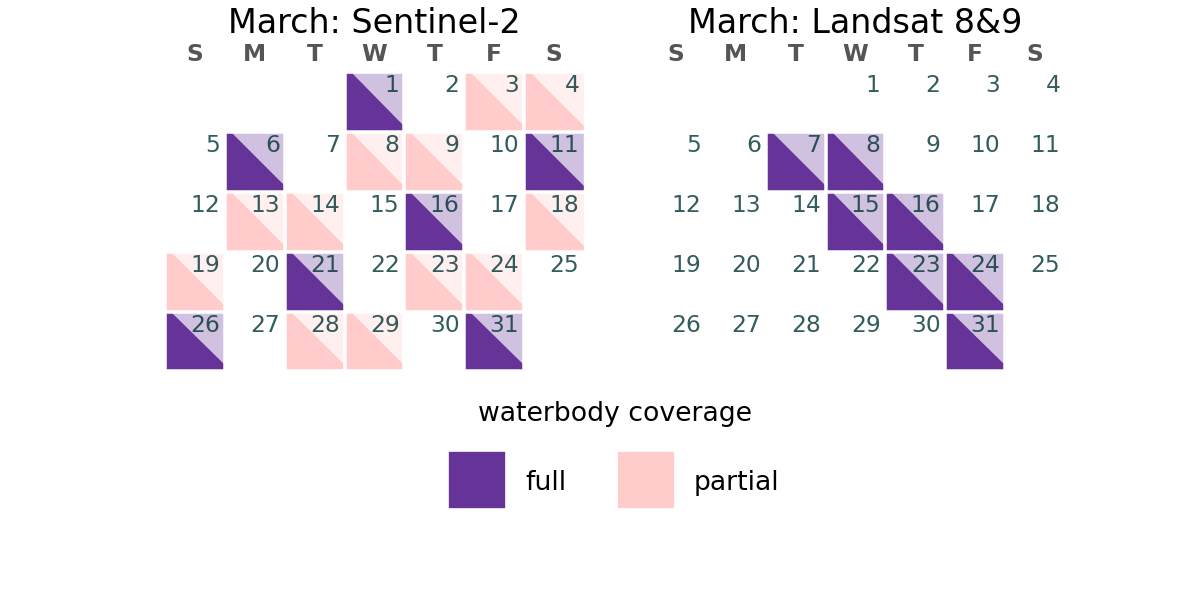 March: Sentinel-2
S M T W T F S
1 2 3 4
5 6 7 8 9 10 11
12 13 14 15 16 17 18
19 20 21 22 23 24 25
26 27 28 29 30 31
March: Landsat 8&9
S M T W T F S
1 2 3 4
5 6 7 8 9 10 11
12 13 14 15 16 17 18
19 20 21 22 23 24 25
26 27 28 29 30 31
waterbody coverage
full partial